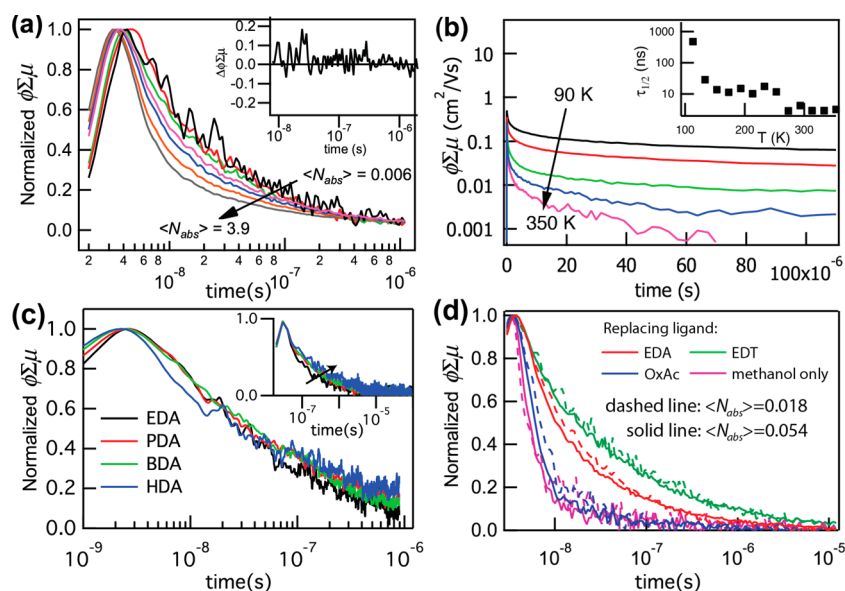 (a)
Normalized ϕΣμ
1.0
0.8
0.6
0.4
0.2
0.0
ΔϕΣμ
0.2
0.1
0.0
-0.1
-0.2
10⁻⁸ 10⁻⁷ 10⁻⁶
time (s)
<N_abs> = 0.006
<N_abs> = 3.9
2 4 6 8 2 4 6 8 2 4 6 8
10⁻⁸ 10⁻⁷ 10⁻⁶
time(s)
(b)
ϕΣμ (cm²/Vs)
10
1
0.1
0.01
0.001
90 K
350 K
τ₁/₂ (ns)
400
0
100 200 300
T (K)
0 20 40 60 80 100x10⁻⁶
time (s)
(c)
Normalized ϕΣμ
1.0
0.8
0.6
0.4
0.2
0.0
EDA
PDA
BDA
HDA
1.0
0.0
10⁻⁷ 10⁻⁵
time(s)
10⁻⁹ 10⁻⁸ 10⁻⁷ 10⁻⁶
time(s)
(d)
Normalized ϕΣμ
1.0
0.8
0.6
0.4
0.2
0.0
Replacing ligand:
EDA EDT
OxAc methanol only
dashed line: <N_abs>=0.018
solid line: <N_abs>=0.054
10⁻⁸ 10⁻⁷ 10⁻⁶ 10⁻⁵
time(s)